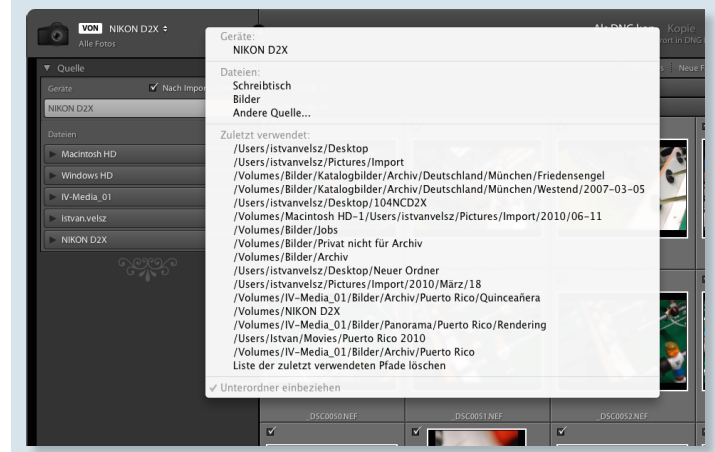 VON NIKON D2X
Alle Fotos
Als DNG kop Kopie
Quelle
Geräte
Nach Impor
NIKON D2X
Dateien
Macintosh HD
Windows HD
IV-Media_01
istvan.velsz
NIKON D2X
Geräte:
NIKON D2X
Dateien:
Schreibtisch
Bilder
Andere Quelle...
Zuletzt verwendet:
/Users/istvanvelsz/Desktop
/Users/istvanvelsz/Pictures/Import
/Volumes/Bilder/Katalogbilder/Archiv/Deutschland/München/Friedensengel
/Volumes/Bilder/Katalogbilder/Archiv/Deutschland/München/Westend/2007-03-05
/Users/istvanvelsz/Desktop/104NCD2X
/Volumes/Macintosh HD-1/Users/istvanvelsz/Pictures/Import/2010/06-11
/Volumes/Bilder/Jobs
/Volumes/Bilder/Privat nicht für Archiv
/Volumes/Bilder/Archiv
/Users/istvanvelsz/Desktop/Neuer Ordner
/Users/istvanvelsz/Pictures/Import/2010/März/18
/Volumes/IV-Media_01/Bilder/Archiv/Puerto Rico/Quinceañera
/Volumes/NIKON D2X
/Volumes/IV-Media_01/Bilder/Panorama/Puerto Rico/Rendering
/Users/Istvan/Movies/Puerto Rico 2010
/Volumes/IV-Media_01/Bilder/Archiv/Puerto Rico
Liste der zuletzt verwendeten Pfade löschen
Unterordner einbeziehen
ort in DNG
Neue F
_DSC0050.NEF
_DSC0051.NEF
_DSC0052.NEF